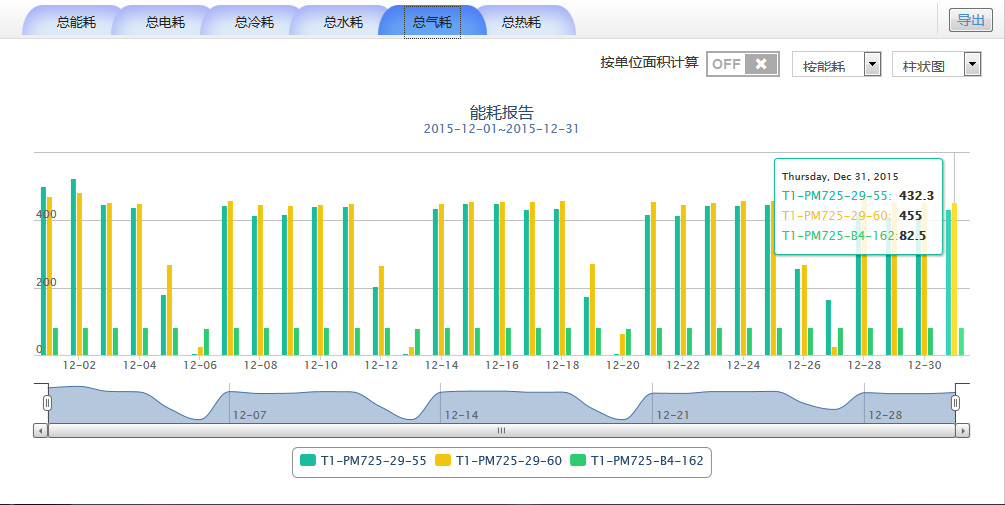 总能耗 总电耗 总冷耗 总水耗 总气耗 总热耗 导出
按单位面积计算 OFF 按能耗 柱状图
能耗报告
2015-12-01~2015-12-31
Thursday, Dec 31, 2015
T1-PM725-29-55: 432.3
T1-PM725-29-60: 455
T1-PM725-B4-162: 82.5
400
200
0
12-02 12-04 12-06 12-08 12-10 12-12 12-14 12-16 12-18 12-20 12-22 12-24 12-26 12-28 12-30
12-07 12-14 12-21 12-28
T1-PM725-29-55 T1-PM725-29-60 T1-PM725-B4-162